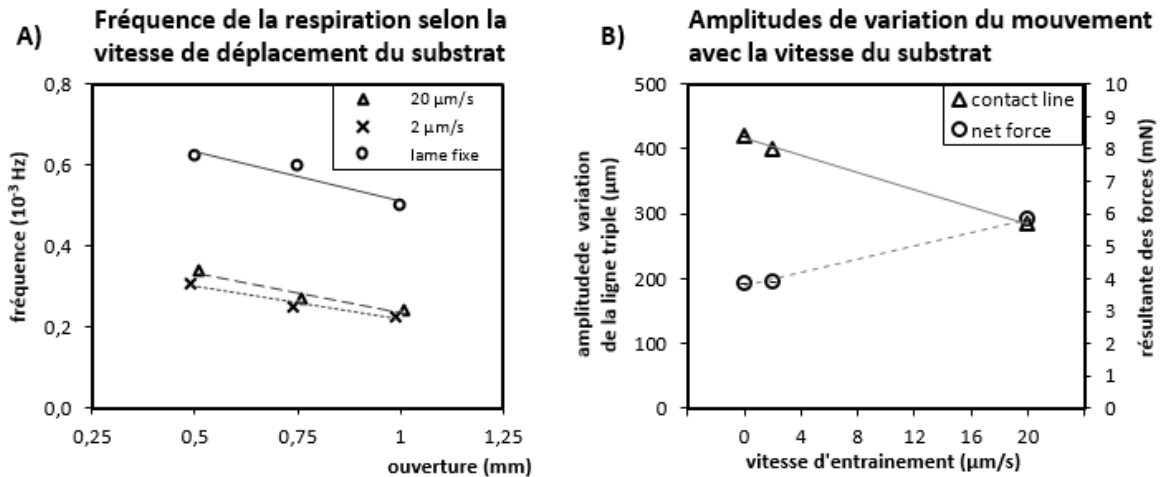 A)
Fréquence de la respiration selon la
vitesse de déplacement du substrat
fréquence (10⁻³ Hz)
0,8
0,6
0,4
0,2
0,0
20 µm/s
2 µm/s
lame fixe
0,25
0,5
0,75
1
1,25
ouverture (mm)
B)
Amplitudes de variation du mouvement
avec la vitesse du substrat
amplitudede variation
de la ligne triple (µm)
500
400
300
200
100
0
contact line
net force
10
9
8
7
6
5
4
3
2
1
0
résultante des forces (mN)
0
4
8
12
16
20
vitesse d'entrainement (µm/s)